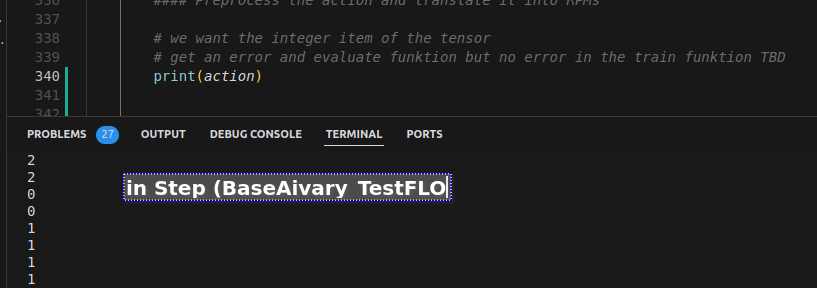 336 #### Preprocess the action and translate it into RPMs
337
338 # we want the integer item of the tensor
339 # get an error and evaluate funktion but no error in the train funktion TBD
340 print(action)
341
342
PROBLEMS 27 OUTPUT DEBUG CONSOLE TERMINAL PORTS
2
2
in Step (BaseAivary_TestFLO
0
0
1
1
1
1